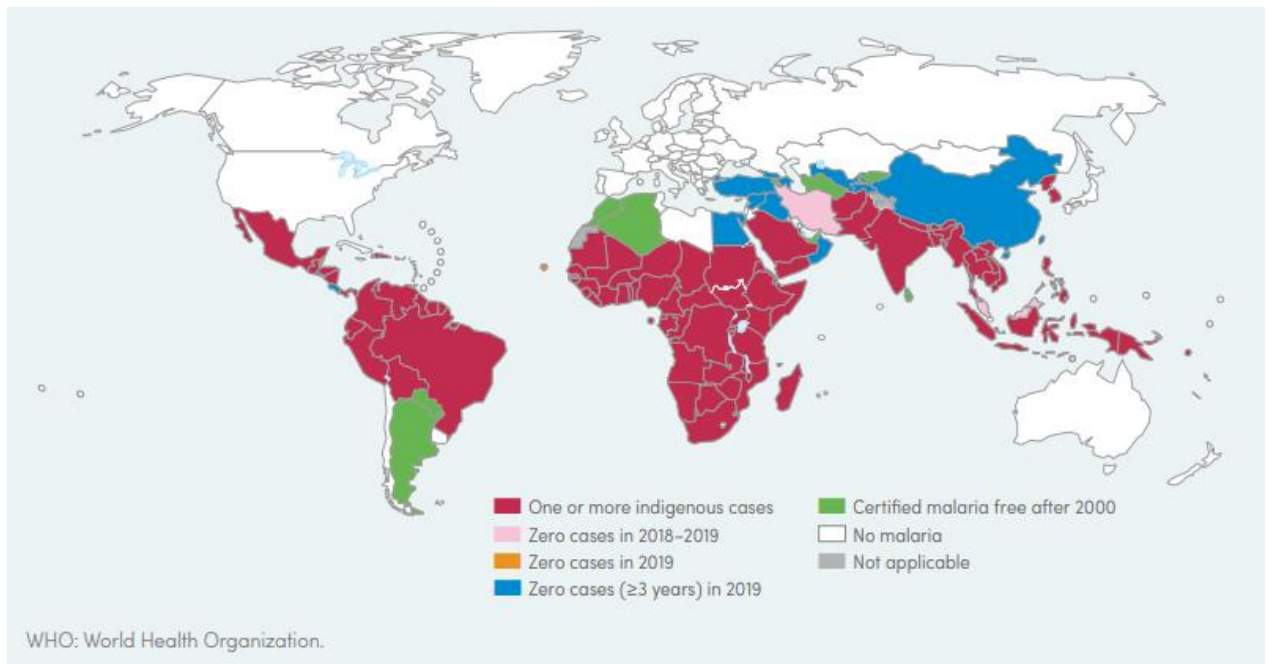 One or more indigenous cases
Zero cases in 2018–2019
Zero cases in 2019
Zero cases (≥3 years) in 2019
Certified malaria free after 2000
No malaria
Not applicable
WHO: World Health Organization.